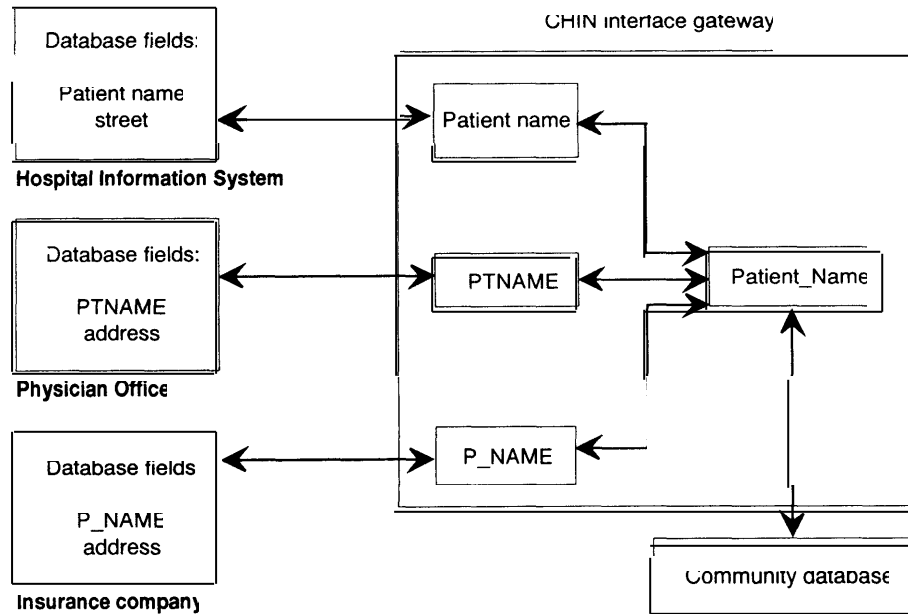 CHIN interface gateway
Database fields:
Patient name
street
Hospital Information System
Patient name
Database fields:
PTNAME
address
Physician Office
PTNAME
Patient_Name
Database fields
P_NAME
address
Insurance company
P_NAME
Community database